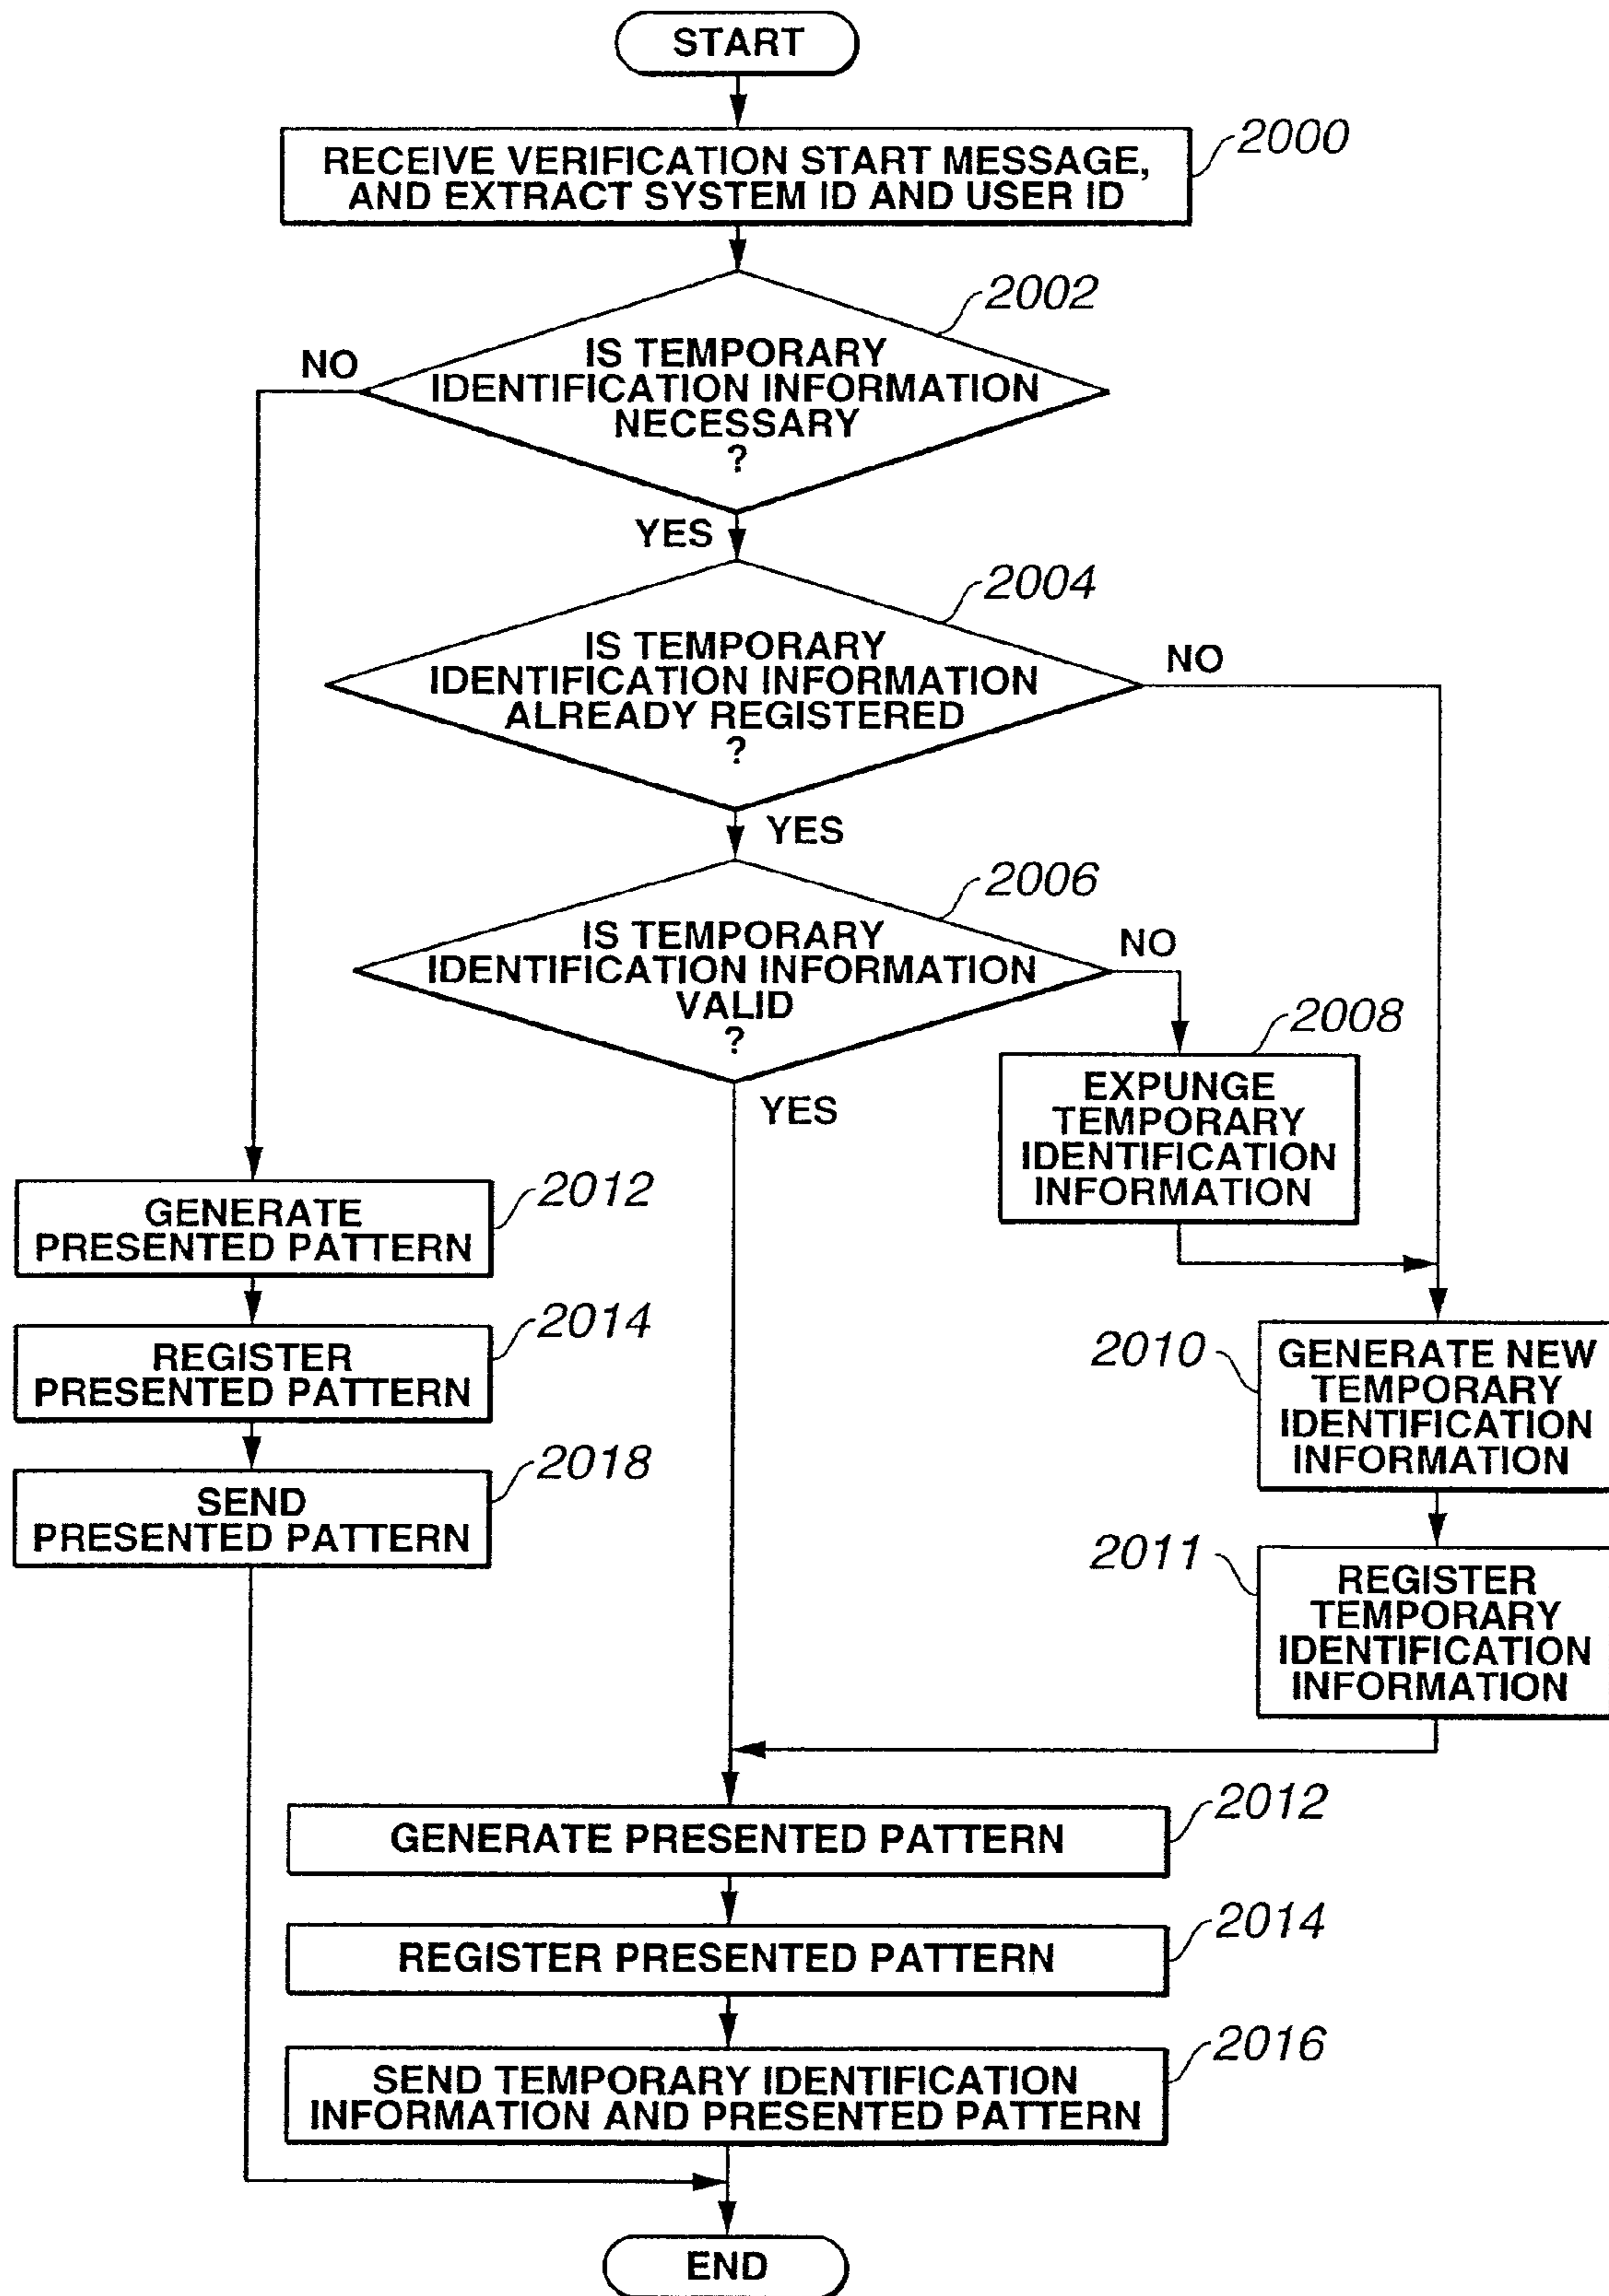 START
RECEIVE VERIFICATION START MESSAGE,
AND EXTRACT SYSTEM ID AND USER ID
2000
2002
IS TEMPORARY
IDENTIFICATION INFORMATION
NECESSARY
?
NO
YES
2004
IS TEMPORARY
IDENTIFICATION INFORMATION
ALREADY REGISTERED
?
NO
YES
2006
IS TEMPORARY
IDENTIFICATION INFORMATION
VALID
?
NO
YES
2008
EXPUNGE
TEMPORARY
IDENTIFICATION
INFORMATION
2012
GENERATE
PRESENTED PATTERN
2014
REGISTER
PRESENTED PATTERN
2018
SEND
PRESENTED PATTERN
2010
GENERATE NEW
TEMPORARY
IDENTIFICATION
INFORMATION
2011
REGISTER
TEMPORARY
IDENTIFICATION
INFORMATION
2012
GENERATE PRESENTED PATTERN
2014
REGISTER PRESENTED PATTERN
2016
SEND TEMPORARY IDENTIFICATION
INFORMATION AND PRESENTED PATTERN
END